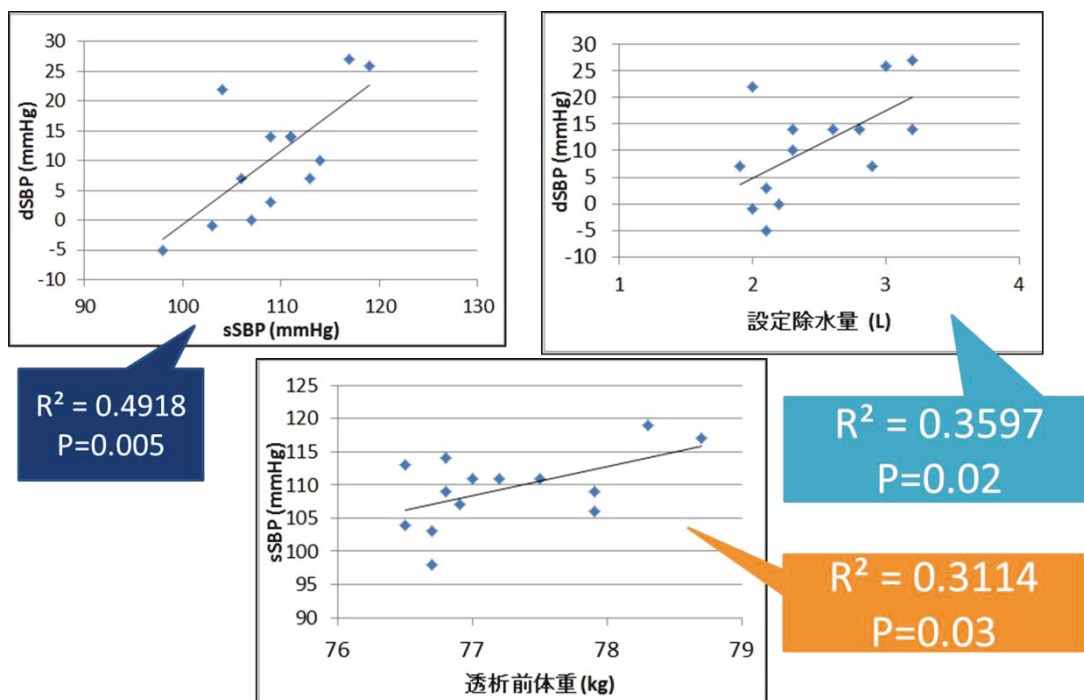 30
25
20
15
10
5
0
-5
-10
dSBP (mmHg)
90 100 110 120 130
sSBP (mmHg)
R² = 0.4918
P=0.005
30
25
20
15
10
5
0
-5
-10
dSBP (mmHg)
1 2 3 4
設定除水量 (L)
R² = 0.3597
P=0.02
125
120
115
110
105
100
95
90
sSBP (mmHg)
76 77 78 79
透析前体重(kg)
R² = 0.3114
P=0.03